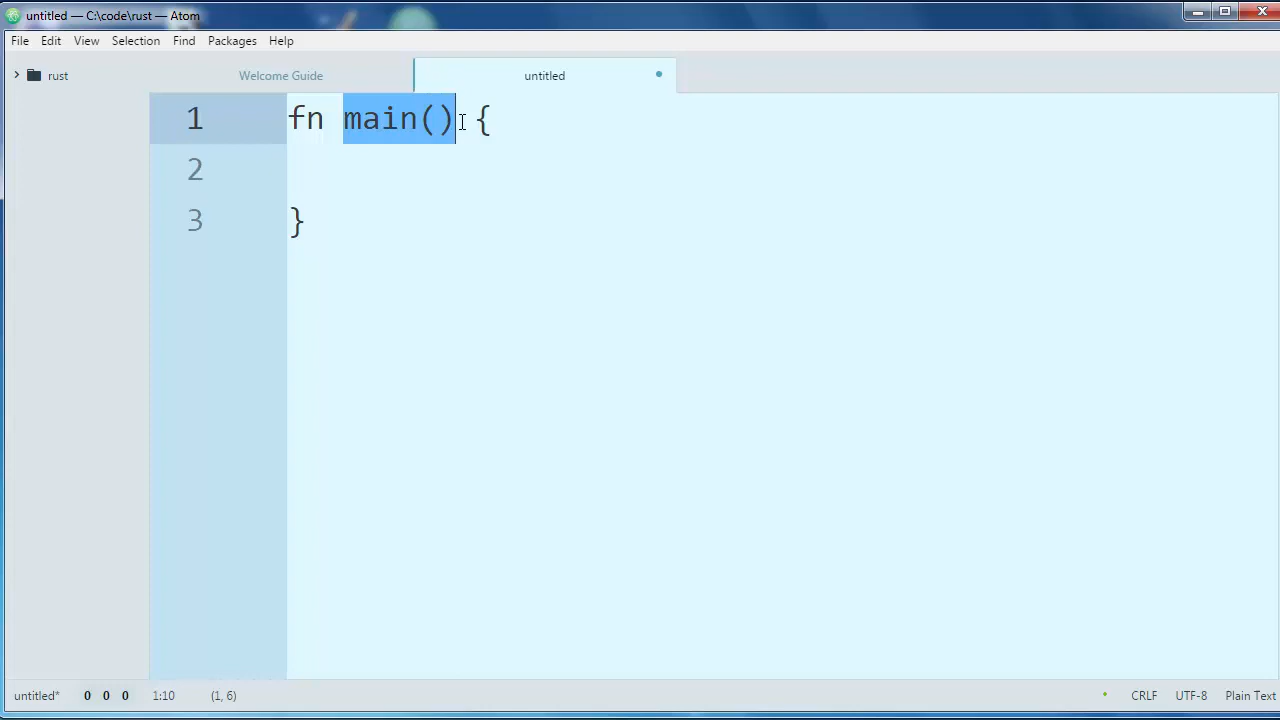 untitled — C:\code\rust — Atom
File Edit View Selection Find Packages Help
rust
Welcome Guide
untitled
1 fn main() {
2
3 }
untitled* 0 0 0 1:10 (1, 6) CRLF UTF-8 Plain Text